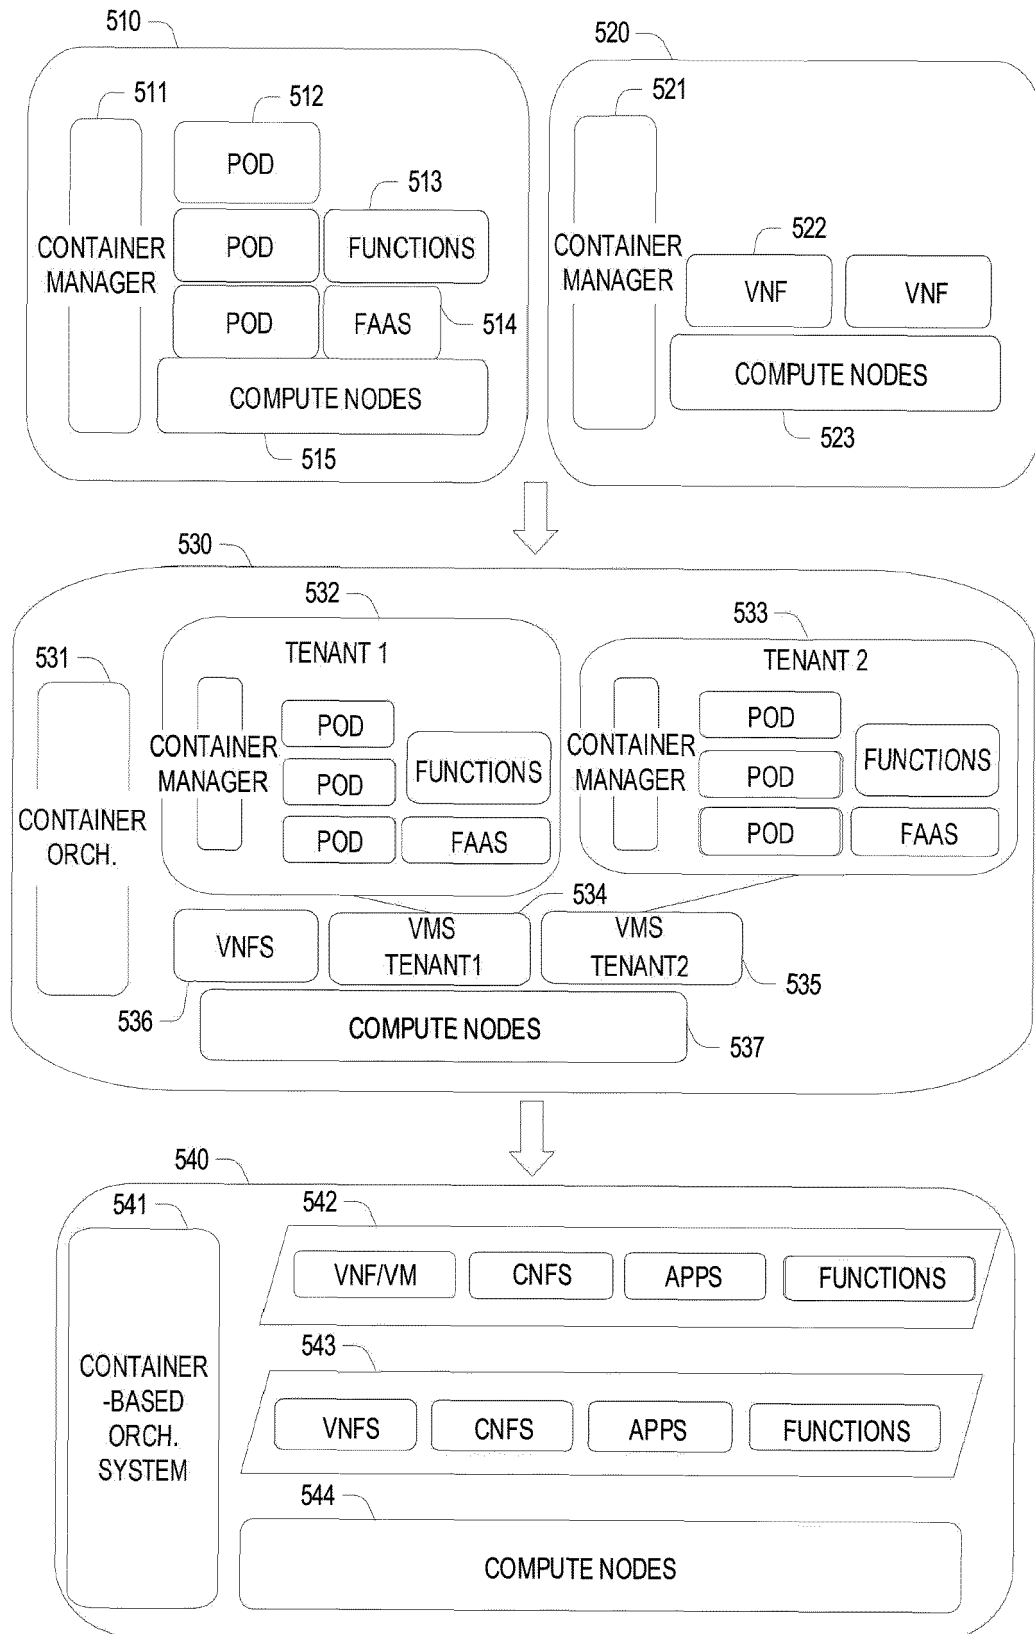 510
520
511
512
521
POD
513
522
CONTAINER
MANAGER
POD
FUNCTIONS
CONTAINER
MANAGER
VNF
VNF
POD
FAAS
514
COMPUTE NODES
COMPUTE NODES
515
523
530
532
533
531
TENANT 1
TENANT 2
CONTAINER
MANAGER
POD
POD
POD
FUNCTIONS
FAAS
CONTAINER
MANAGER
POD
POD
POD
FUNCTIONS
FAAS
CONTAINER
ORCH.
534
VNFS
VMS
TENANT1
VMS
TENANT2
535
536
COMPUTE NODES
537
540
541
542
VNF/VM
CNFS
APPS
FUNCTIONS
543
CONTAINER
-BASED
ORCH.
SYSTEM
VNFS
CNFS
APPS
FUNCTIONS
544
COMPUTE NODES